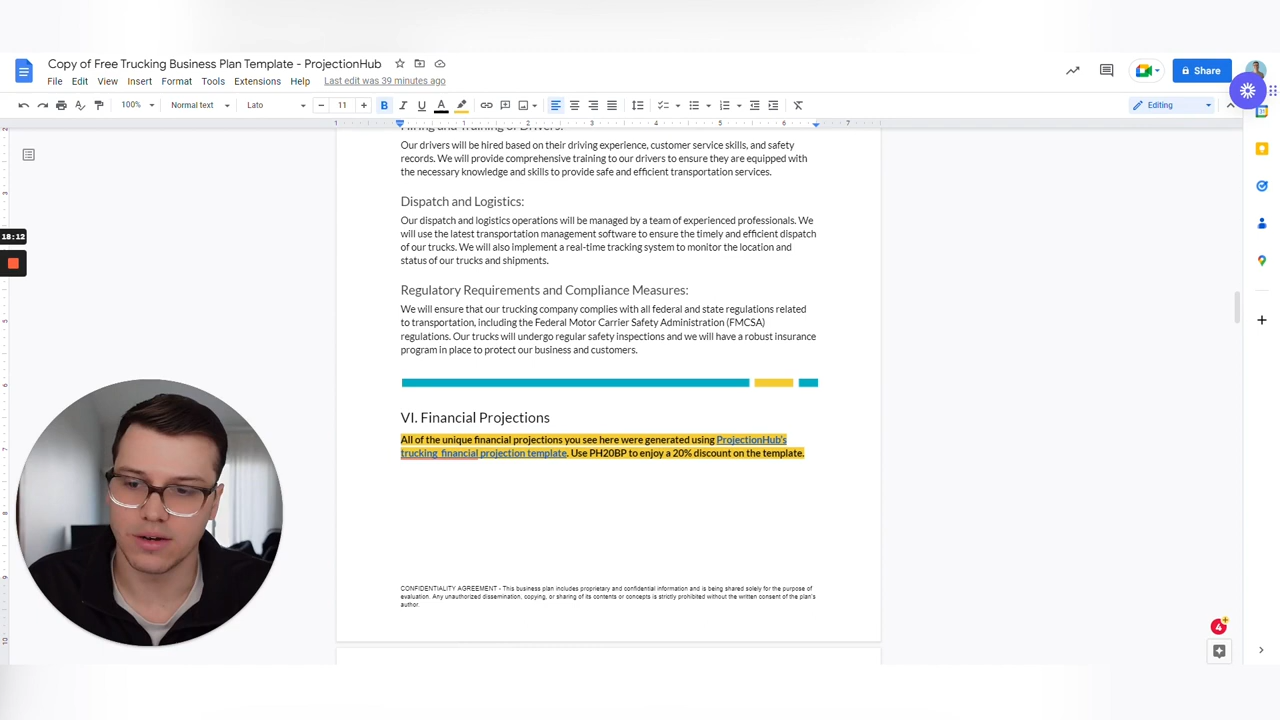 Copy of Free Trucking Business Plan Template - ProjectionHub
File Edit View Insert Format Tools Extensions Help Last edit was 39 minutes ago
Share
100% Normal text Lato 11 Editing
18:12
Hiring and Training of Drivers:
Our drivers will be hired based on their driving experience, customer service skills, and safety
records. We will provide comprehensive training to our drivers to ensure they are equipped with
the necessary knowledge and skills to provide safe and efficient transportation services.
Dispatch and Logistics:
Our dispatch and logistics operations will be managed by a team of experienced professionals. We
will use the latest transportation management software to ensure the timely and efficient dispatch
of our trucks. We will also implement a real-time tracking system to monitor the location and
status of our trucks and shipments.
Regulatory Requirements and Compliance Measures:
We will ensure that our trucking company complies with all federal and state regulations related
to transportation, including the Federal Motor Carrier Safety Administration (FMCSA)
regulations. Our trucks will undergo regular safety inspections and we will have a robust insurance
program in place to protect our business and customers.
VI. Financial Projections
All of the unique financial projections you see here were generated using ProjectionHub's
trucking financial projection template. Use PH20BP to enjoy a 20% discount on the template.
CONFIDENTIALITY AGREEMENT - This business plan includes proprietary and confidential information and is being shared solely for the purpose of
evaluation. Any unauthorized dissemination, copying, or sharing of its contents or concepts is strictly prohibited without the written consent of the plan's
author.
4